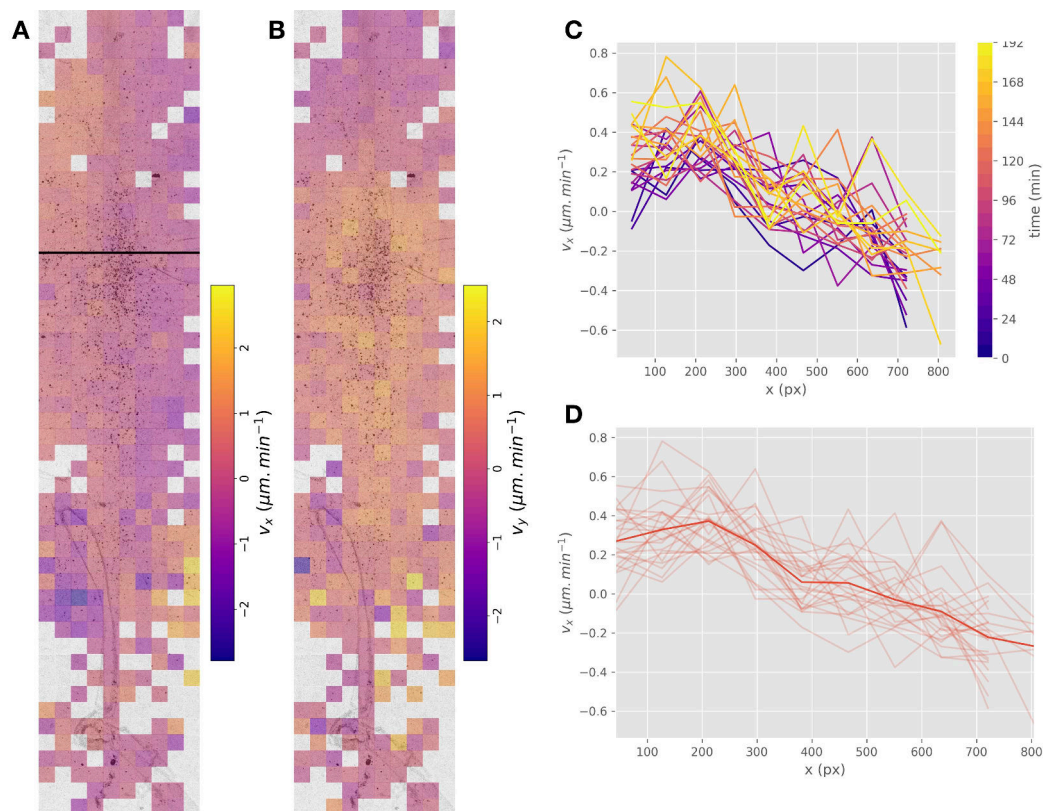 A
B
C
D
2
1
0
−1
−2
v_x (μm. min⁻¹)
2
1
0
−1
−2
v_y (μm. min⁻¹)
0.8
0.6
0.4
0.2
0.0
−0.2
−0.4
−0.6
v_x (μm. min⁻¹)
100 200 300 400 500 600 700 800
x (px)
192
168
144
120
96
72
48
24
0
time (min)
0.8
0.6
0.4
0.2
0.0
−0.2
−0.4
−0.6
v_x (μm. min⁻¹)
100 200 300 400 500 600 700 800
x (px)